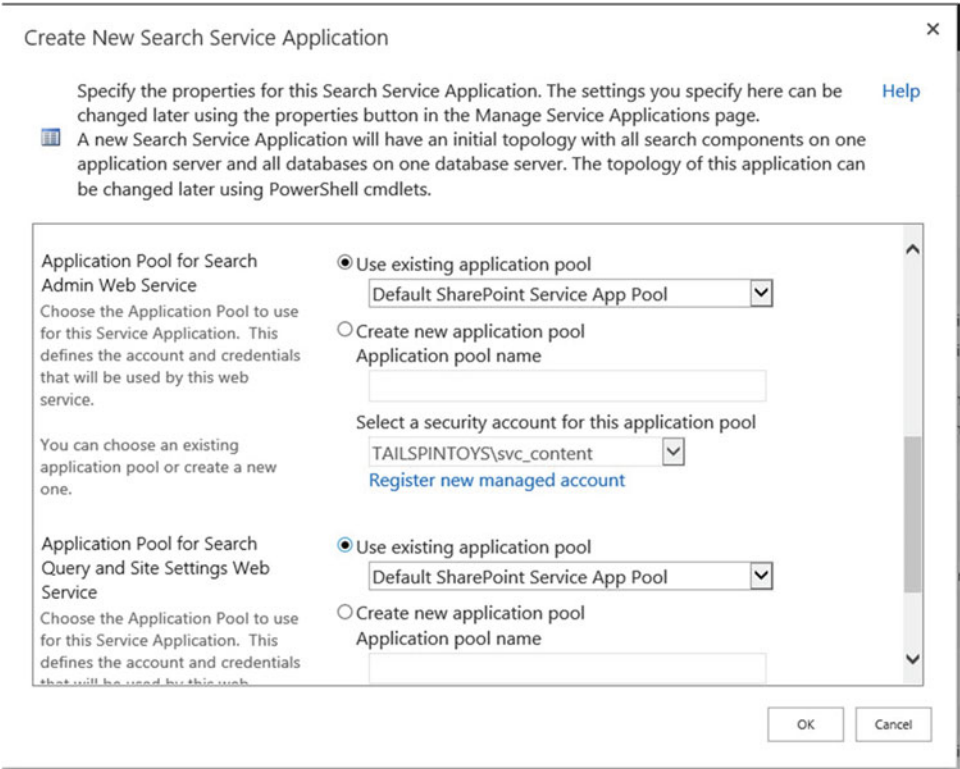 Create New Search Service Application
×
Specify the properties for this Search Service Application. The settings you specify here can be
changed later using the properties button in the Manage Service Applications page.
A new Search Service Application will have an initial topology with all search components on one
application server and all databases on one database server. The topology of this application can
be changed later using PowerShell cmdlets.
Help
Application Pool for Search
Admin Web Service
Choose the Application Pool to use
for this Service Application. This
defines the account and credentials
that will be used by this web
service.
You can choose an existing
application pool or create a new
one.
Use existing application pool
Default SharePoint Service App Pool
Create new application pool
Application pool name
Select a security account for this application pool
TAILSPINTOYS\svc_content
Register new managed account
Application Pool for Search
Query and Site Settings Web
Service
Choose the Application Pool to use
for this Service Application. This
defines the account and credentials
that will be used by this web
Use existing application pool
Default SharePoint Service App Pool
Create new application pool
Application pool name
OK
Cancel